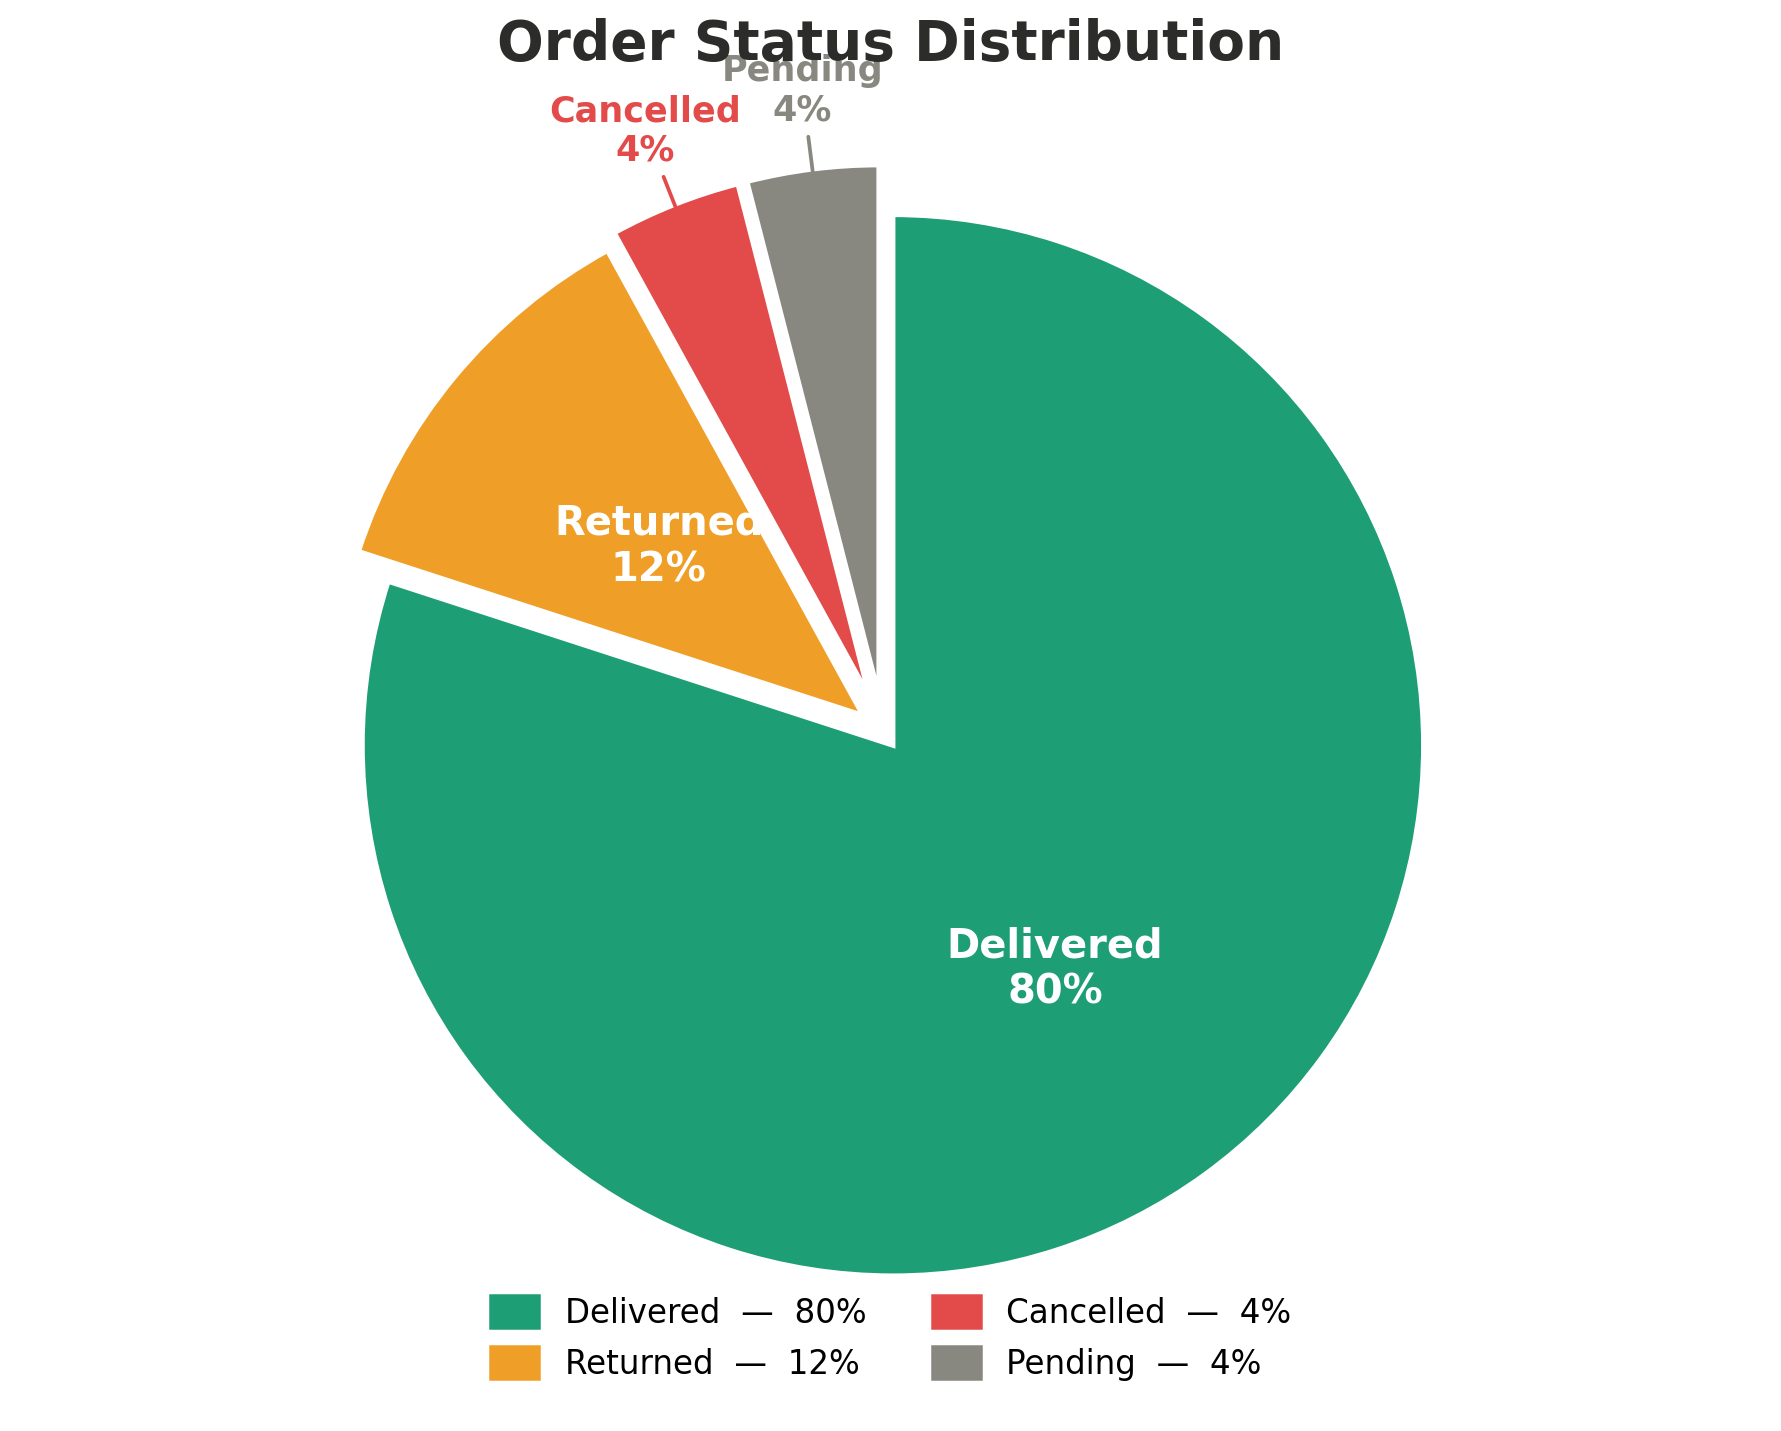 Order Status Distribution
Pending
4%
Cancelled
4%
Returned
12%
Delivered
80%
Delivered — 80%
Returned — 12%
Cancelled — 4%
Pending — 4%